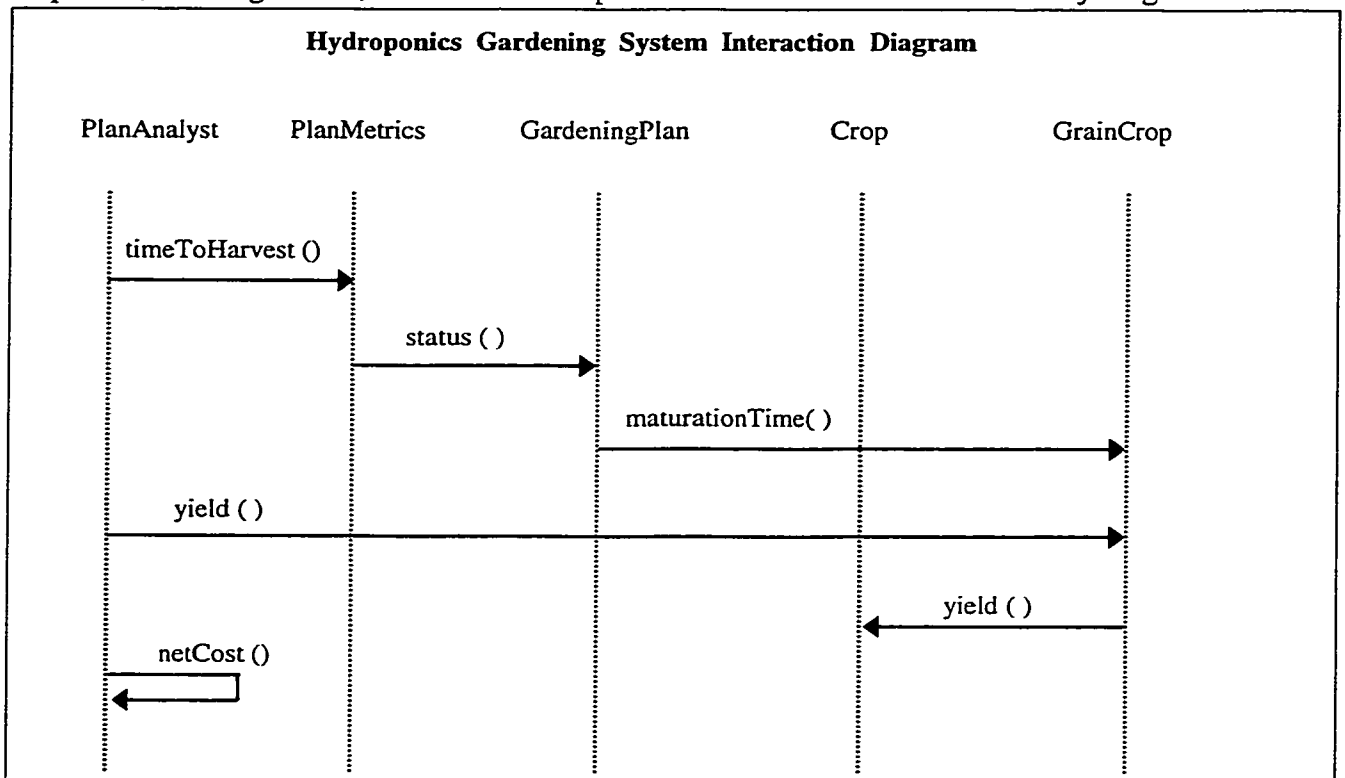 Hydroponics Gardening System Interaction Diagram
PlanAnalyst PlanMetrics GardeningPlan Crop GrainCrop
timeToHarvest ()
status ( )
maturationTime( )
yield ( )
yield ( )
netCost ()